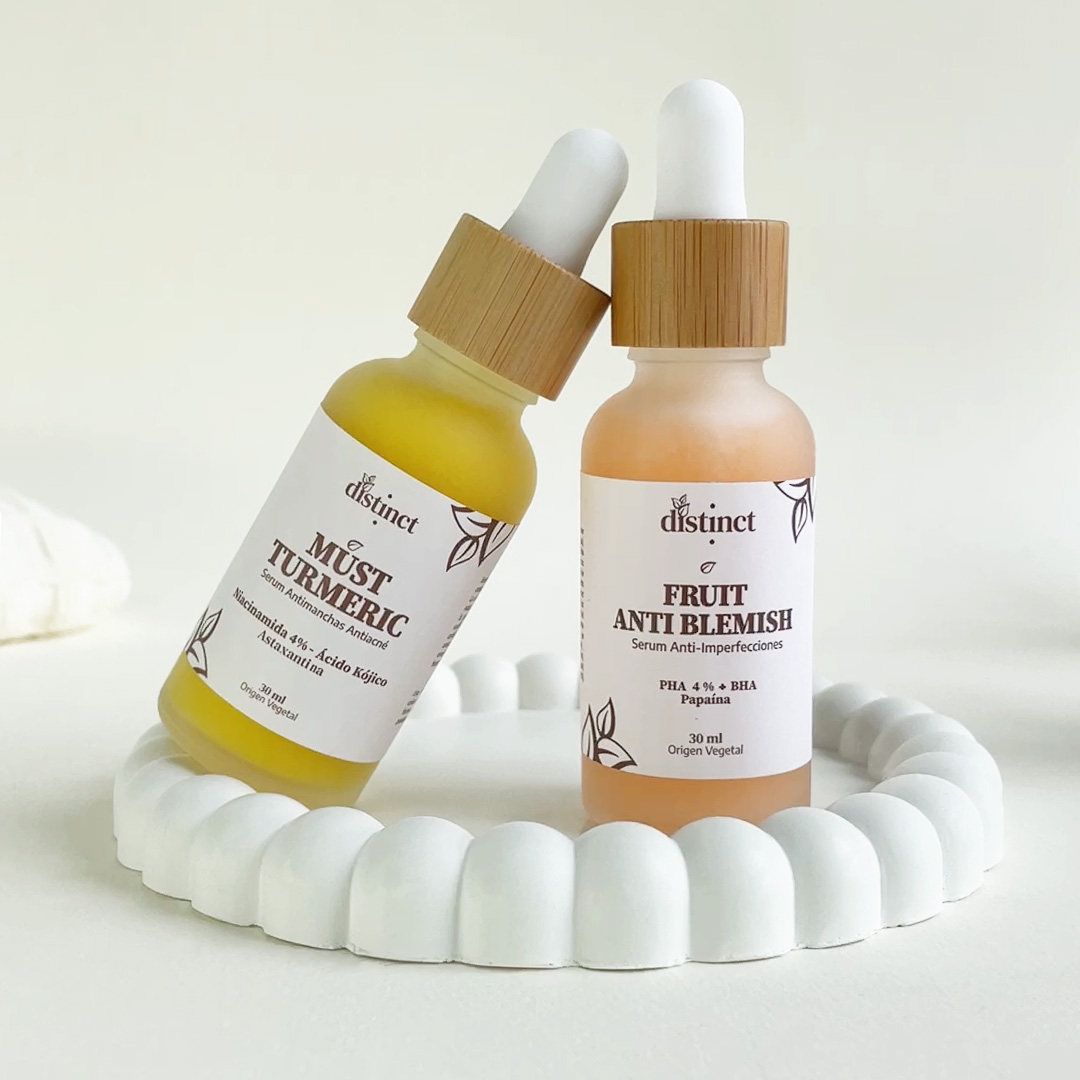 distinct
MUST
TURMERIC
Serum Antimanchas Antiacné
Niacinamida 4% - Ácido Kójico
Astaxantina
30 ml
Origen Vegetal
distinct
FRUIT
ANTI BLEMISH
Serum Anti-Imperfecciones
PHA 4 % + BHA
Papaína
30 ml
Origen Vegetal